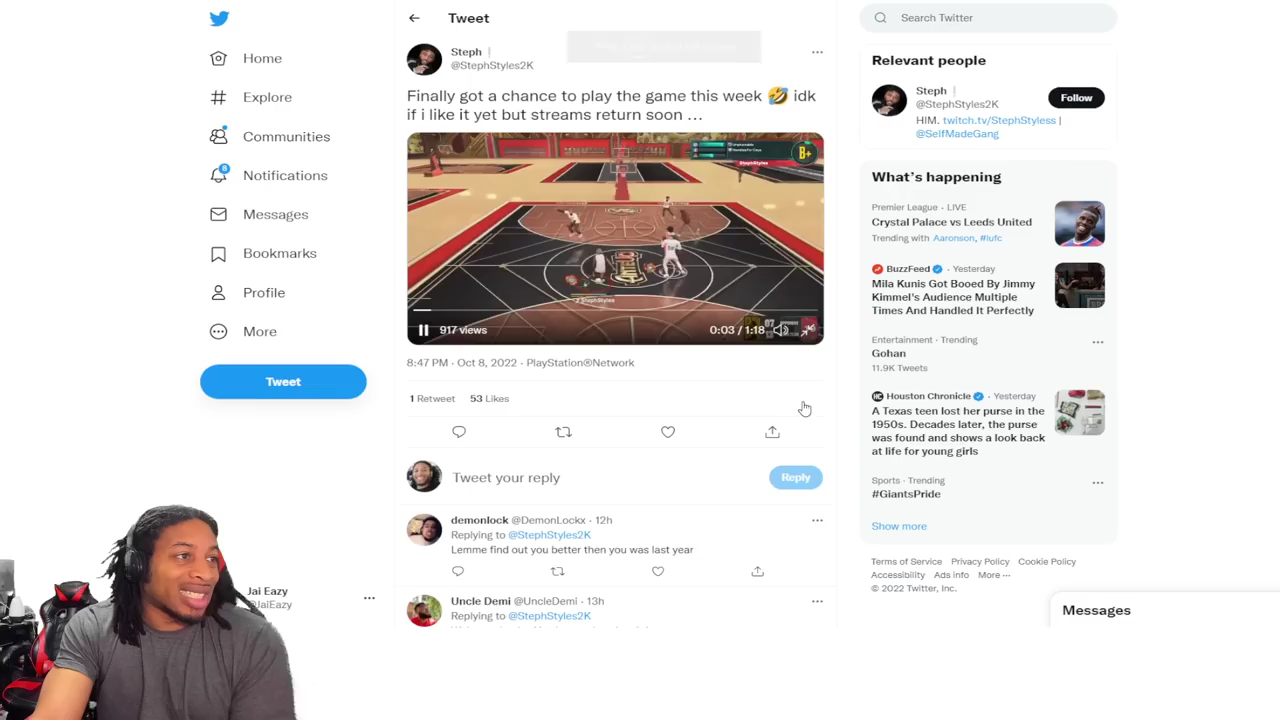 Home
Explore
Communities
8
Notifications
Messages
Bookmarks
Profile
More
Tweet
Jai Eazy
@JaiEazy
Tweet
Steph
@StephStyles2K
Finally got a chance to play the game this week 🤣 idk
if i like it yet but streams return soon …
B+
StephStyles
917 views
0:03 / 1:18
8:47 PM · Oct 8, 2022 · PlayStation®Network
1 Retweet 53 Likes
Tweet your reply
Reply
demonlock @DemonLockx · 12h
Replying to @StephStyles2K
Lemme find out you better then you was last year
Uncle Demi @UncleDemi · 13h
Replying to @StephStyles2K
Search Twitter
Relevant people
Steph
@StephStyles2K
Follow
HIM. twitch.tv/StephStyless |
@SelfMadeGang
What's happening
Premier League · LIVE
Crystal Palace vs Leeds United
Trending with Aaronson, #lufc
BuzzFeed · Yesterday
Mila Kunis Got Booed By Jimmy
Kimmel's Audience Multiple
Times And Handled It Perfectly
Entertainment · Trending
Gohan
11.9K Tweets
Houston Chronicle · Yesterday
A Texas teen lost her purse in the
1950s. Decades later, the purse
was found and shows a look back
at life for young girls
Sports · Trending
#GiantsPride
Show more
Terms of Service Privacy Policy Cookie Policy
Accessibility Ads info More ···
© 2022 Twitter, Inc.
Messages